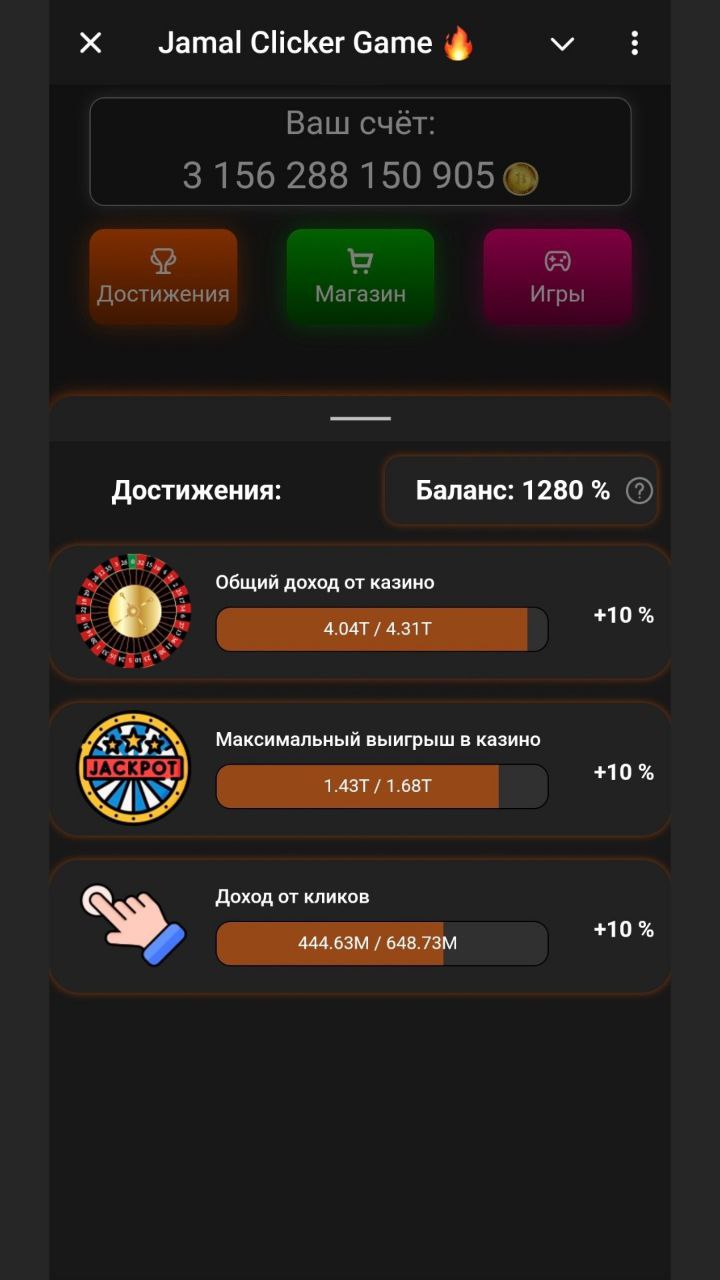 Jamal Clicker Game 🔥
Ваш счёт:
3 156 288 150 905
Достижения
Магазин
Игры
Достижения:
Баланс: 1280 % ?
Общий доход от казино
4.04T / 4.31T
+10 %
Максимальный выигрыш в казино
JACKPOT
1.43T / 1.68T
+10 %
Доход от кликов
444.63M / 648.73M
+10 %